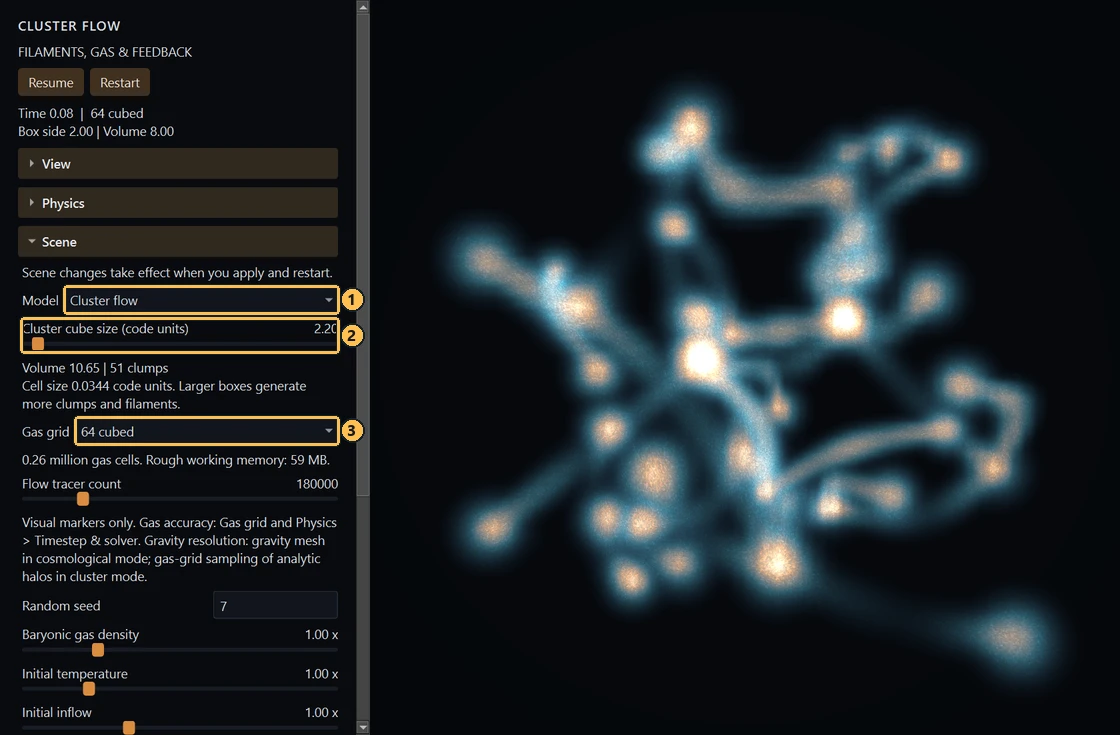 CLUSTER FLOW
FILAMENTS, GAS & FEEDBACK
Resume Restart
Time 0.08 | 64 cubed
Box side 2.00 | Volume 8.00
View
Physics
Scene
Scene changes take effect when you apply and restart.
Model Cluster flow 1
Cluster cube size (code units) 2.20 2
Volume 10.65 | 51 clumps
Cell size 0.0344 code units. Larger boxes generate
more clumps and filaments.
Gas grid 64 cubed 3
0.26 million gas cells. Rough working memory: 59 MB.
Flow tracer count 180000
Visual markers only. Gas accuracy: Gas grid and Physics
> Timestep & solver. Gravity resolution: gravity mesh
in cosmological mode; gas-grid sampling of analytic
halos in cluster mode.
Random seed 7
Baryonic gas density 1.00 x
Initial temperature 1.00 x
Initial inflow 1.00 x